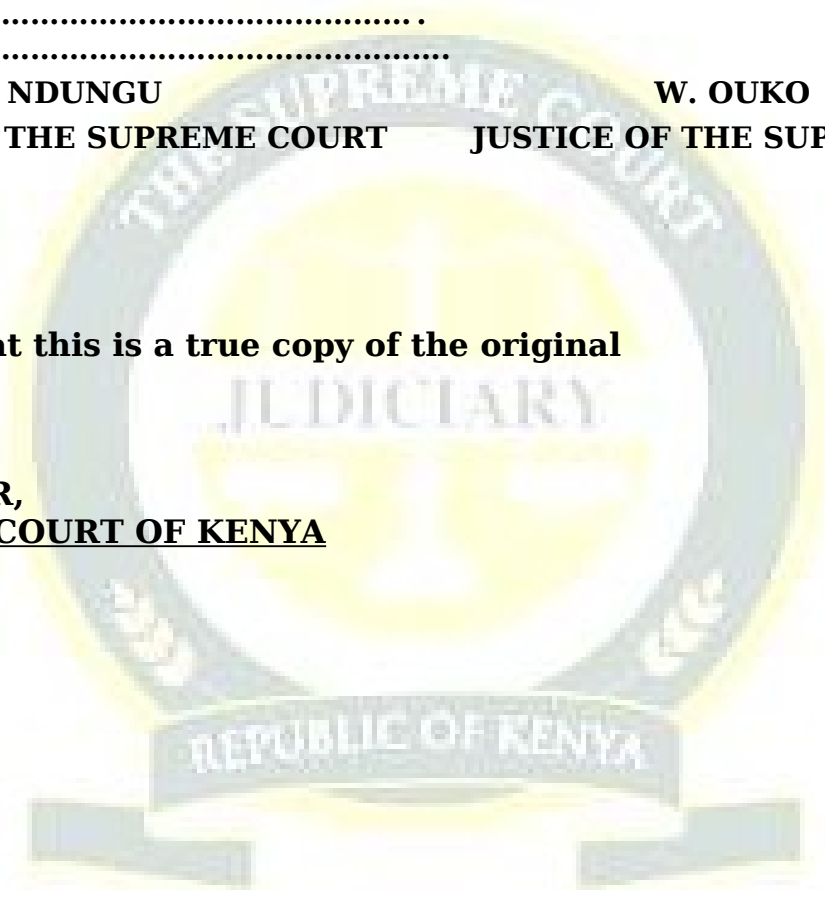 ………………………………………….
……………………………………………….
NDUNGU W. OUKO
THE SUPREME COURT JUSTICE OF THE SUP
THE SUPREME COURT
at this is a true copy of the original
JUDICIARY
R,
COURT OF KENYA
REPUBLIC OF KENYA